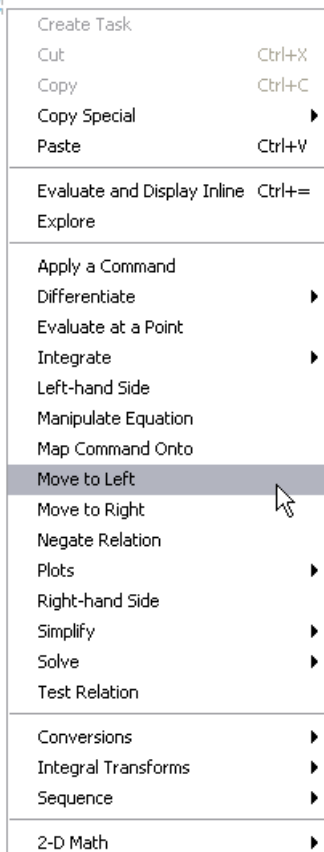 Create Task
Cut Ctrl+X
Copy Ctrl+C
Copy Special
Paste Ctrl+V
Evaluate and Display Inline Ctrl+=
Explore
Apply a Command
Differentiate
Evaluate at a Point
Integrate
Left-hand Side
Manipulate Equation
Map Command Onto
Move to Left
Move to Right
Negate Relation
Plots
Right-hand Side
Simplify
Solve
Test Relation
Conversions
Integral Transforms
Sequence
2-D Math